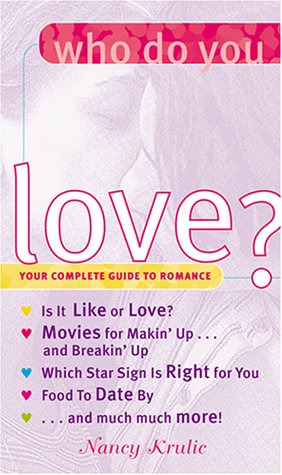 who do you
love?
YOUR COMPLETE GUIDE TO ROMANCE
Is It Like or Love?
Movies for Makin' Up . . .
and Breakin' Up
Which Star Sign Is Right for You
Food To Date By
. . . and much much more!
Nancy Krulic